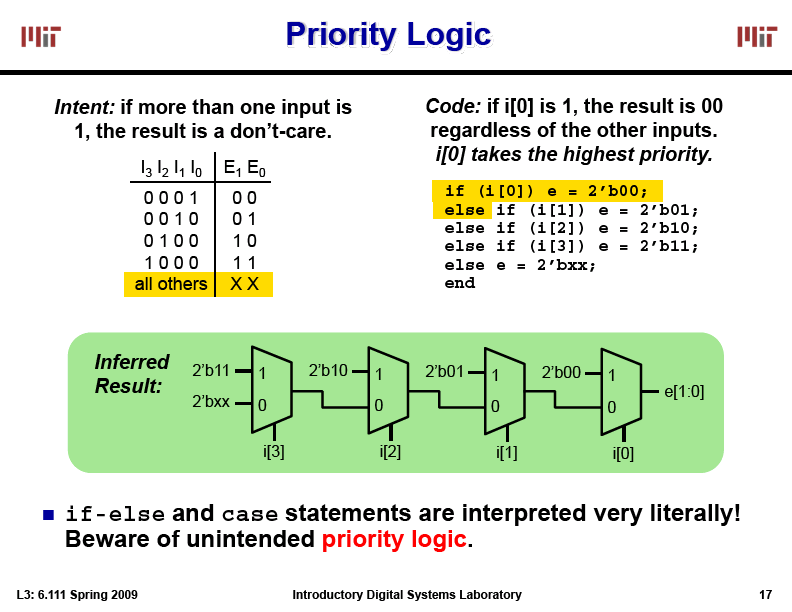 MIT
Priority Logic
MIT
Intent: if more than one input is
1, the result is a don’t-care.
I3 I2 I1 I0 E1 E0
0 0 0 1 0 0
0 0 1 0 0 1
0 1 0 0 1 0
1 0 0 0 1 1
all others X X
Code: if i[0] is 1, the result is 00
regardless of the other inputs.
i[0] takes the highest priority.
if (i[0]) e = 2’b00;
else if (i[1]) e = 2’b01;
else if (i[2]) e = 2’b10;
else if (i[3]) e = 2’b11;
else e = 2’bxx;
end
Inferred
Result:
2’b11 1 2’b10 1 2’b01 1 2’b00 1
e[1:0]
2’bxx 0 0 0 0
i[3] i[2] i[1] i[0]
if-else and case statements are interpreted very literally!
Beware of unintended priority logic.
L3: 6.111 Spring 2009 Introductory Digital Systems Laboratory 17